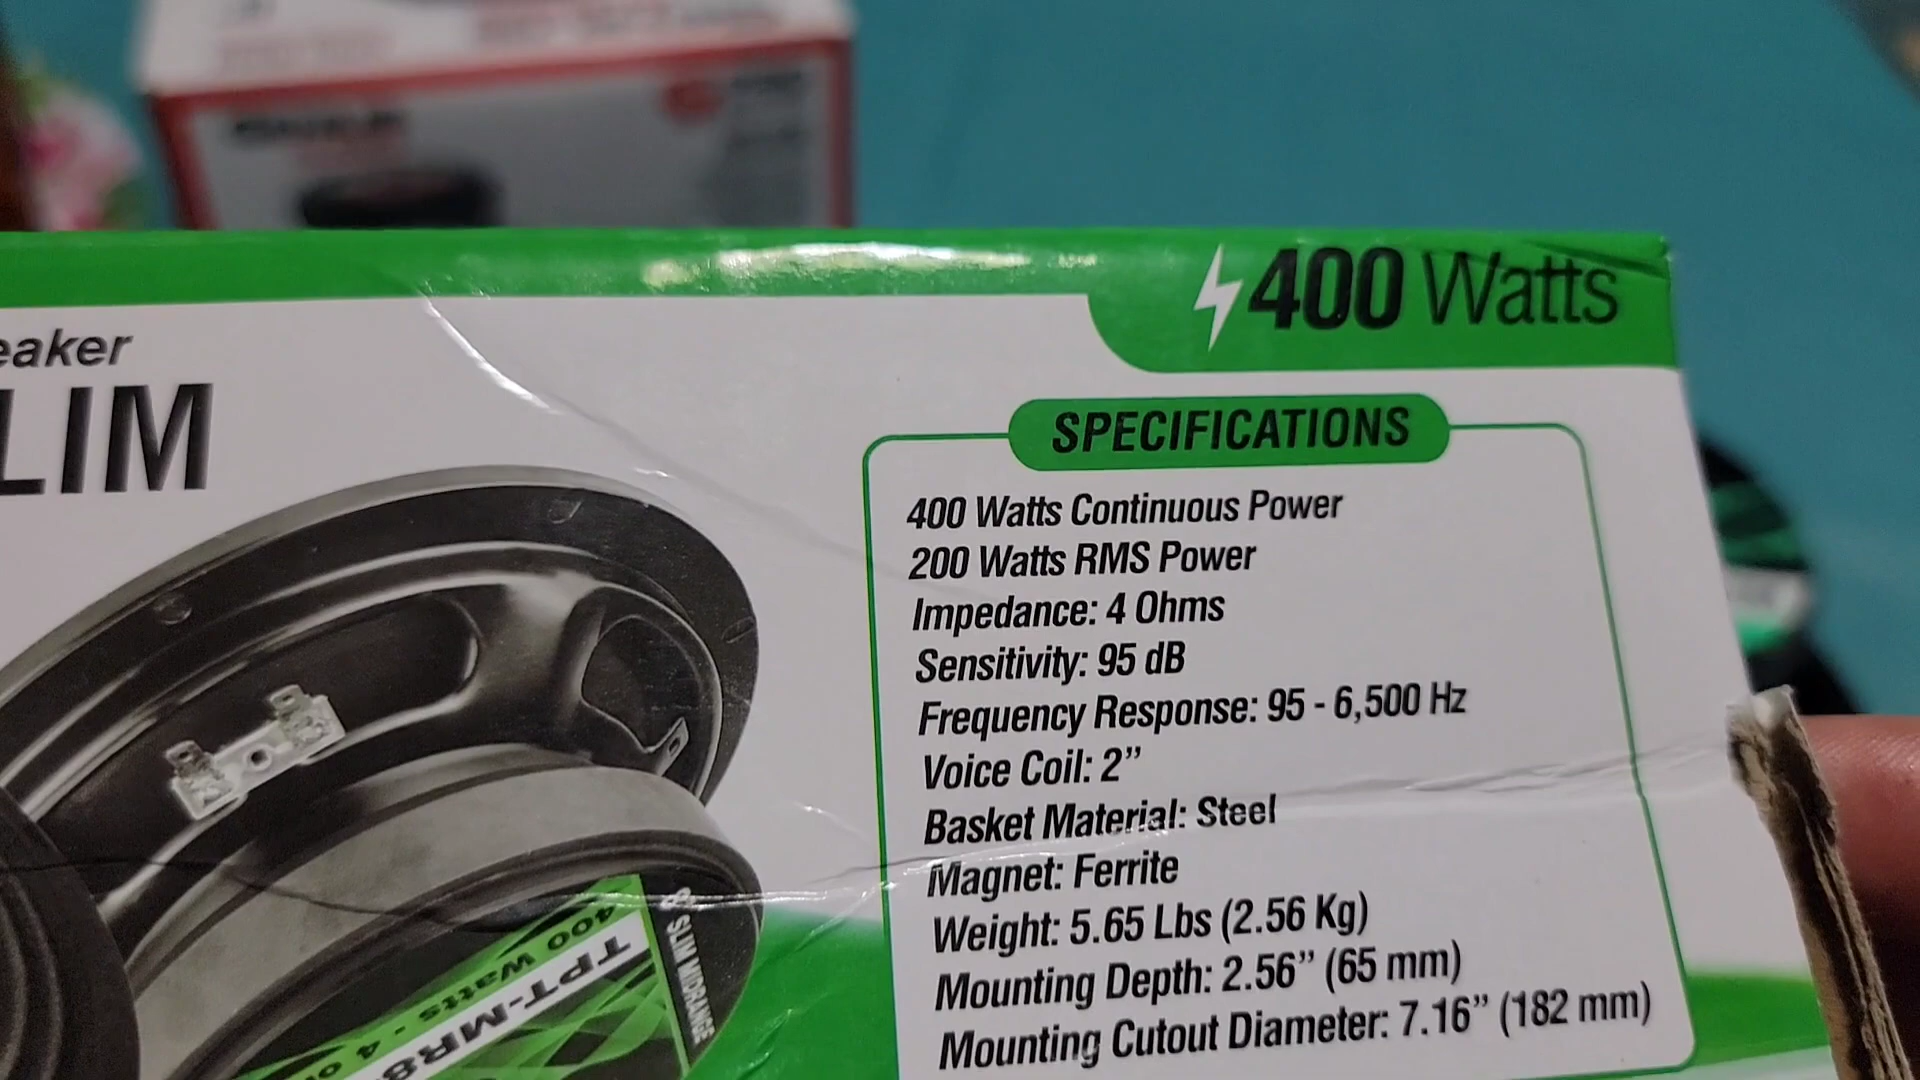 400 Watts
eaker
LIM
SPECIFICATIONS
400 Watts Continuous Power
200 Watts RMS Power
Impedance: 4 Ohms
Sensitivity: 95 dB
Frequency Response: 95 - 6,500 Hz
Voice Coil: 2”
Basket Material: Steel
Magnet: Ferrite
Weight: 5.65 Lbs (2.56 Kg)
Mounting Depth: 2.56” (65 mm)
Mounting Cutout Diameter: 7.16” (182 mm)
8" SLIM MIDRANGE
TPT-MR8
400 Watts - 4 o